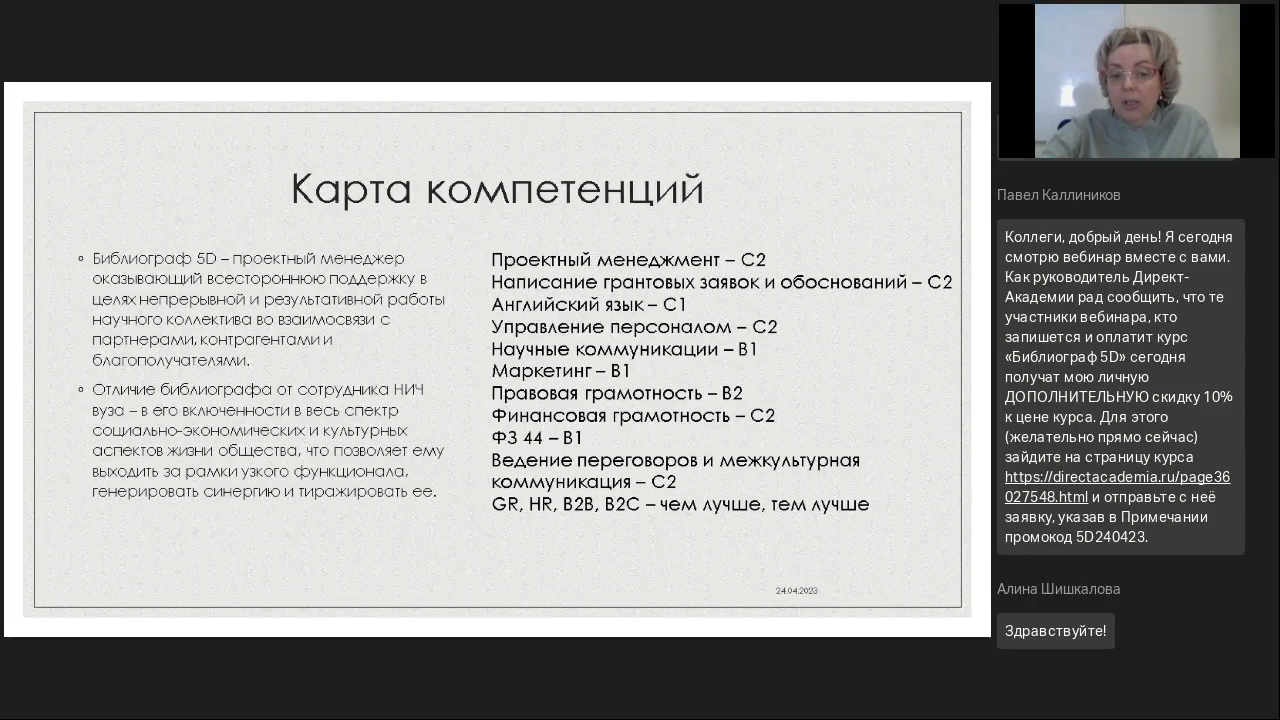 Карта компетенций
Библиограф 5D – проектный менеджер
оказывающий всестороннюю поддержку в
целях непрерывной и результативной работы
научного коллектива во взаимосвязи с
партнерами, контрагентами и
благополучателями.
Отличие библиографа от сотрудника НИЧ
вуза – в его включенности в весь спектр
социально-экономических и культурных
аспектов жизни общества, что позволяет ему
выходить за рамки узкого функционала,
генерировать синергию и тиражировать ее.
Проектный менеджмент – С2
Написание грантовых заявок и обоснований – С2
Английский язык – С1
Управление персоналом – С2
Научные коммуникации – В1
Маркетинг – В1
Правовая грамотность – В2
Финансовая грамотность – С2
ФЗ 44 – В1
Ведение переговоров и межкультурная
коммуникация – С2
GR, HR, B2B, B2C – чем лучше, тем лучше
24.04.2023
Павел Каллиников
Коллеги, добрый день! Я сегодня
смотрю вебинар вместе с вами.
Как руководитель Директ-
Академии рад сообщить, что те
участники вебинара, кто
запишется и оплатит курс
«Библиограф 5D» сегодня
получат мою личную
ДОПОЛНИТЕЛЬНУЮ скидку 10%
к цене курса. Для этого
(желательно прямо сейчас)
зайдите на страницу курса
https://directacademia.ru/page36
027548.html и отправьте с неё
заявку, указав в Примечании
промокод 5D240423.
Алина Шишкалова
Здравствуйте!